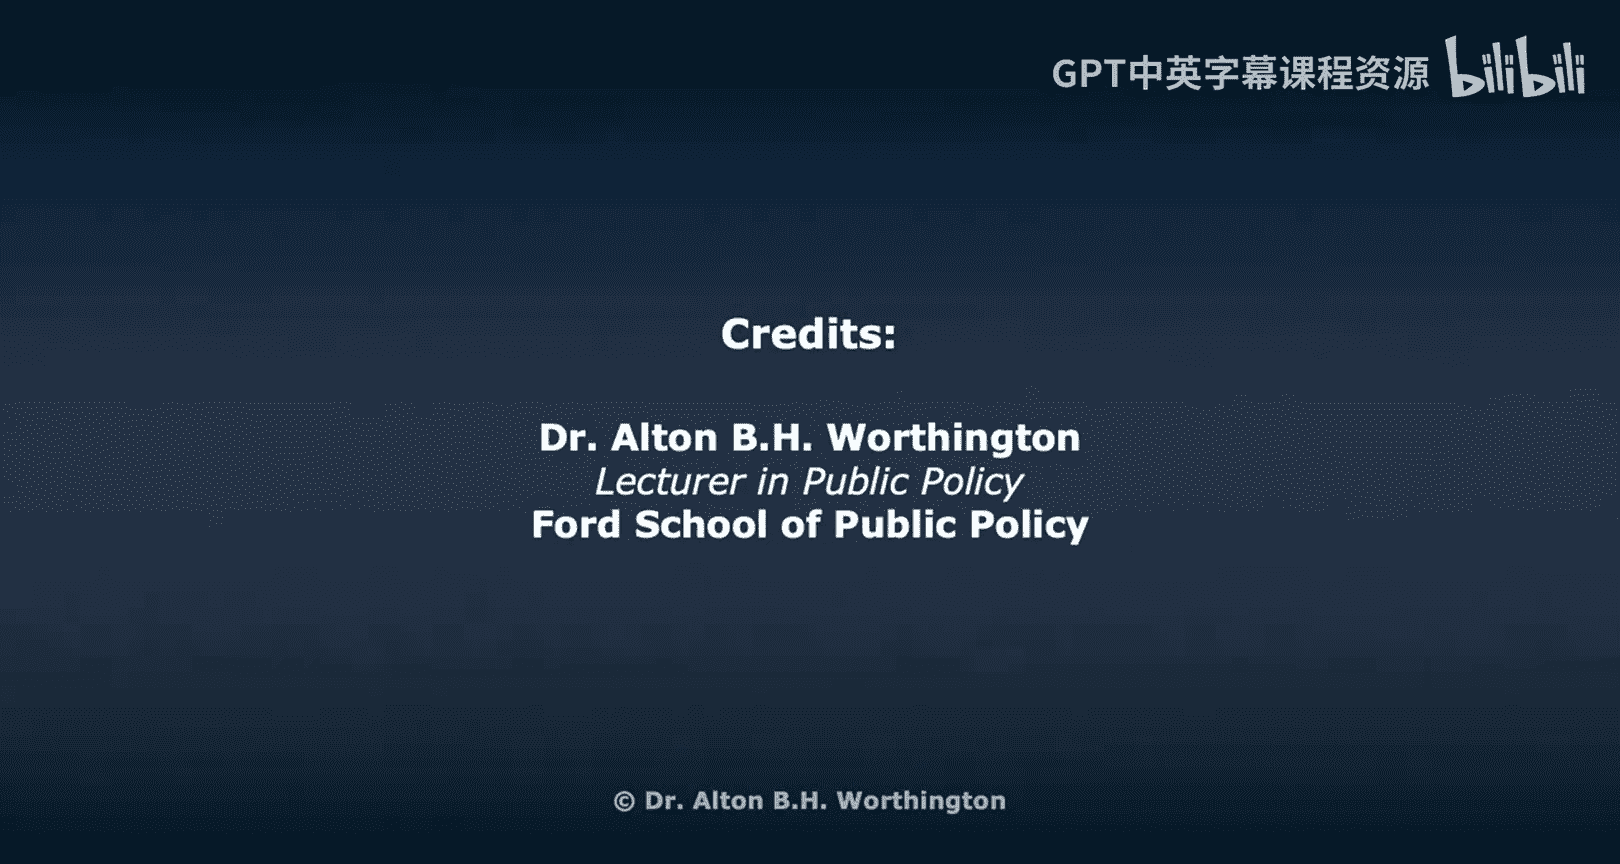 GPT中英字幕课程资源 bilibili
Credits:
Dr. Alton B.H. Worthington
Lecturer in Public Policy
Ford School of Public Policy
© Dr. Alton B.H. Worthington